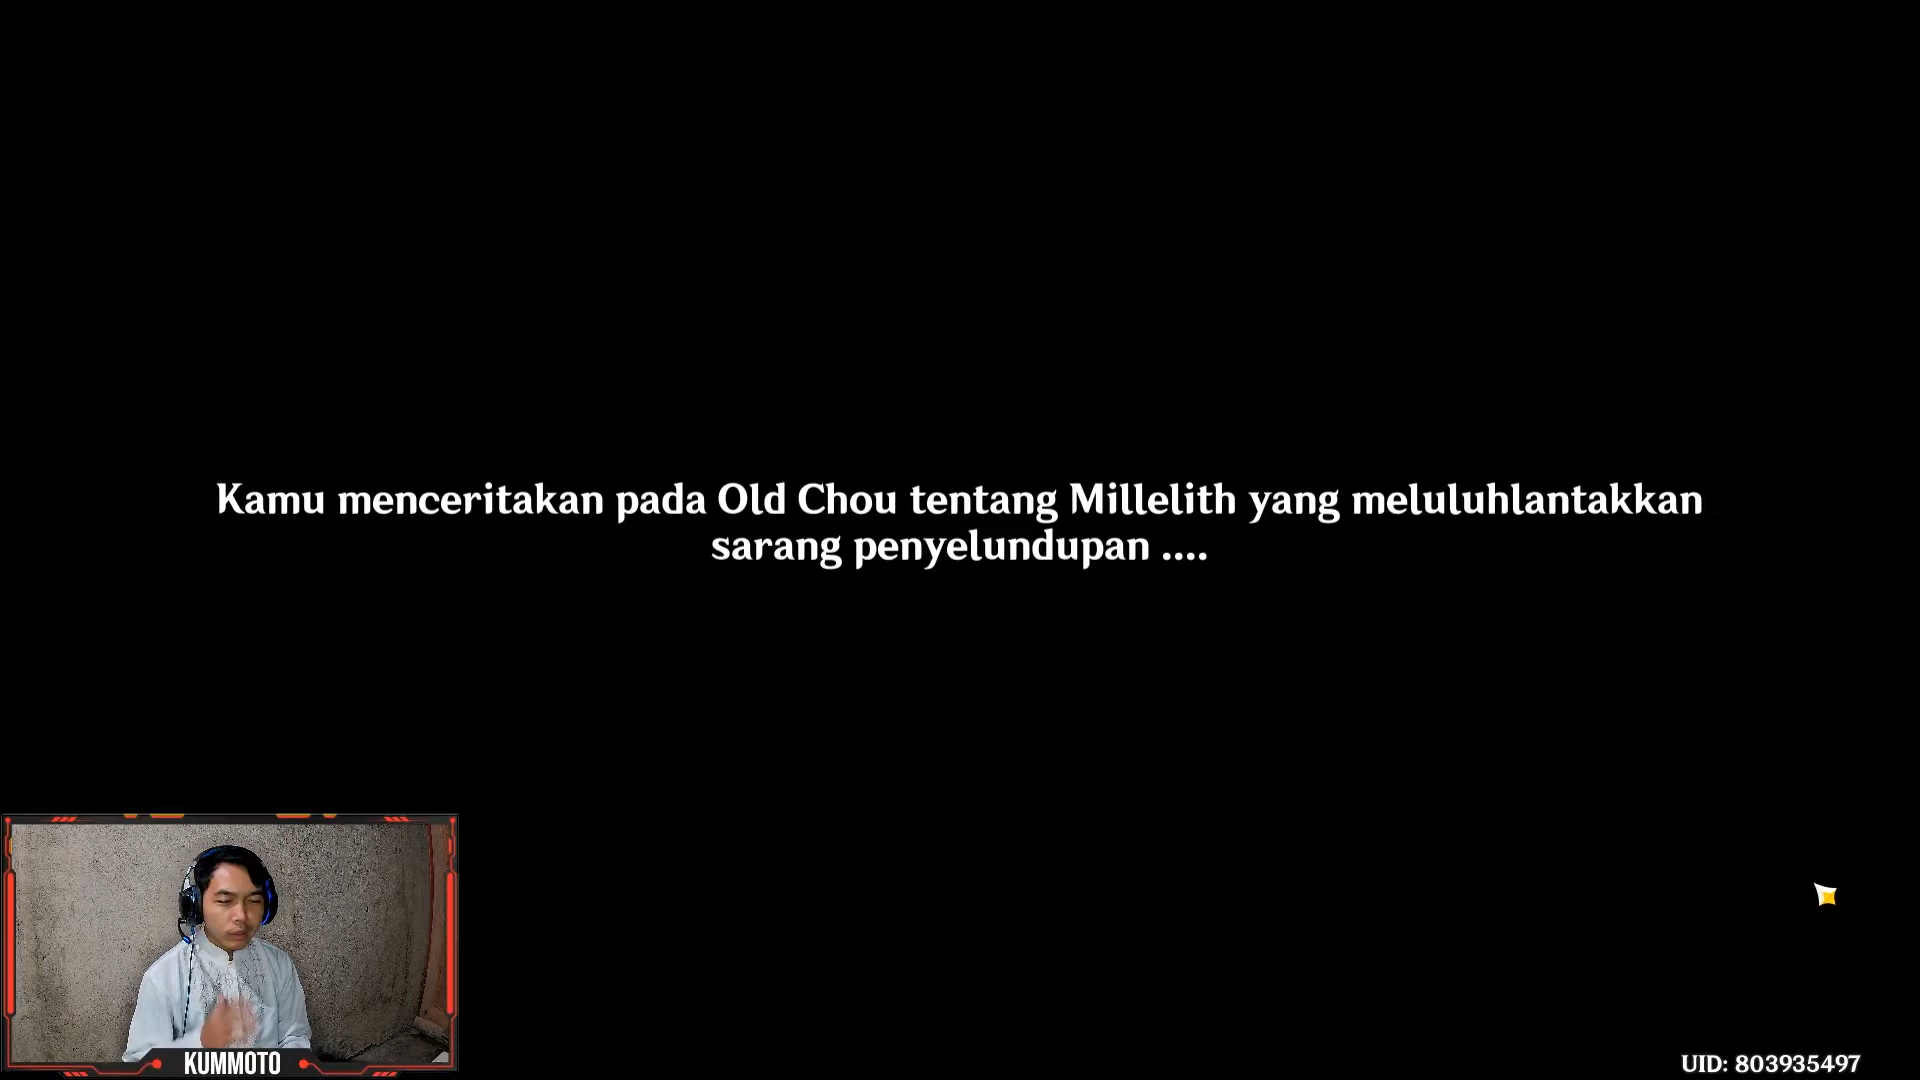 Kamu menceritakan pada Old Chou tentang Millelith yang meluluhlantakkan
sarang penyelundupan ....
KUMMOTO
UID: 803935497